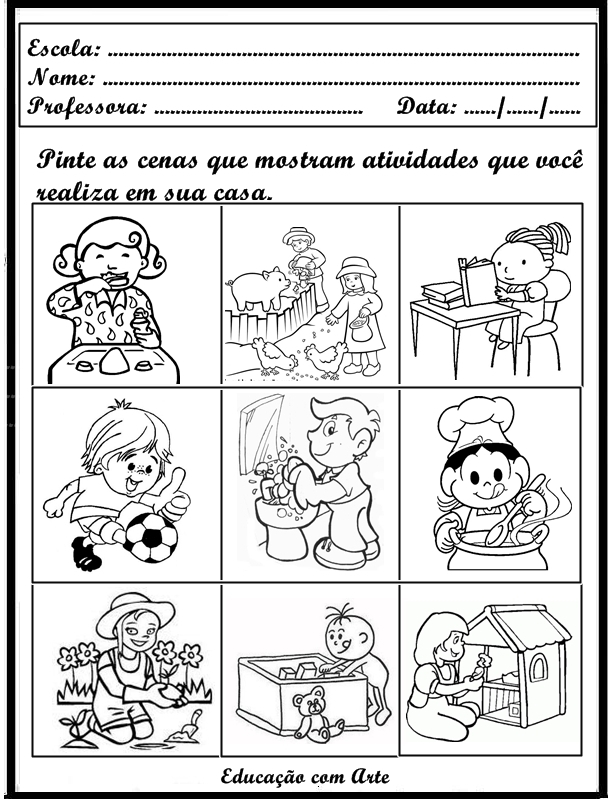 Escola: ................................................................................
Nome: ................................................................................
Professora: ................................... Data: ....../....../......
Pinte as cenas que mostram atividades que você
realiza em sua casa.
Educação com Arte